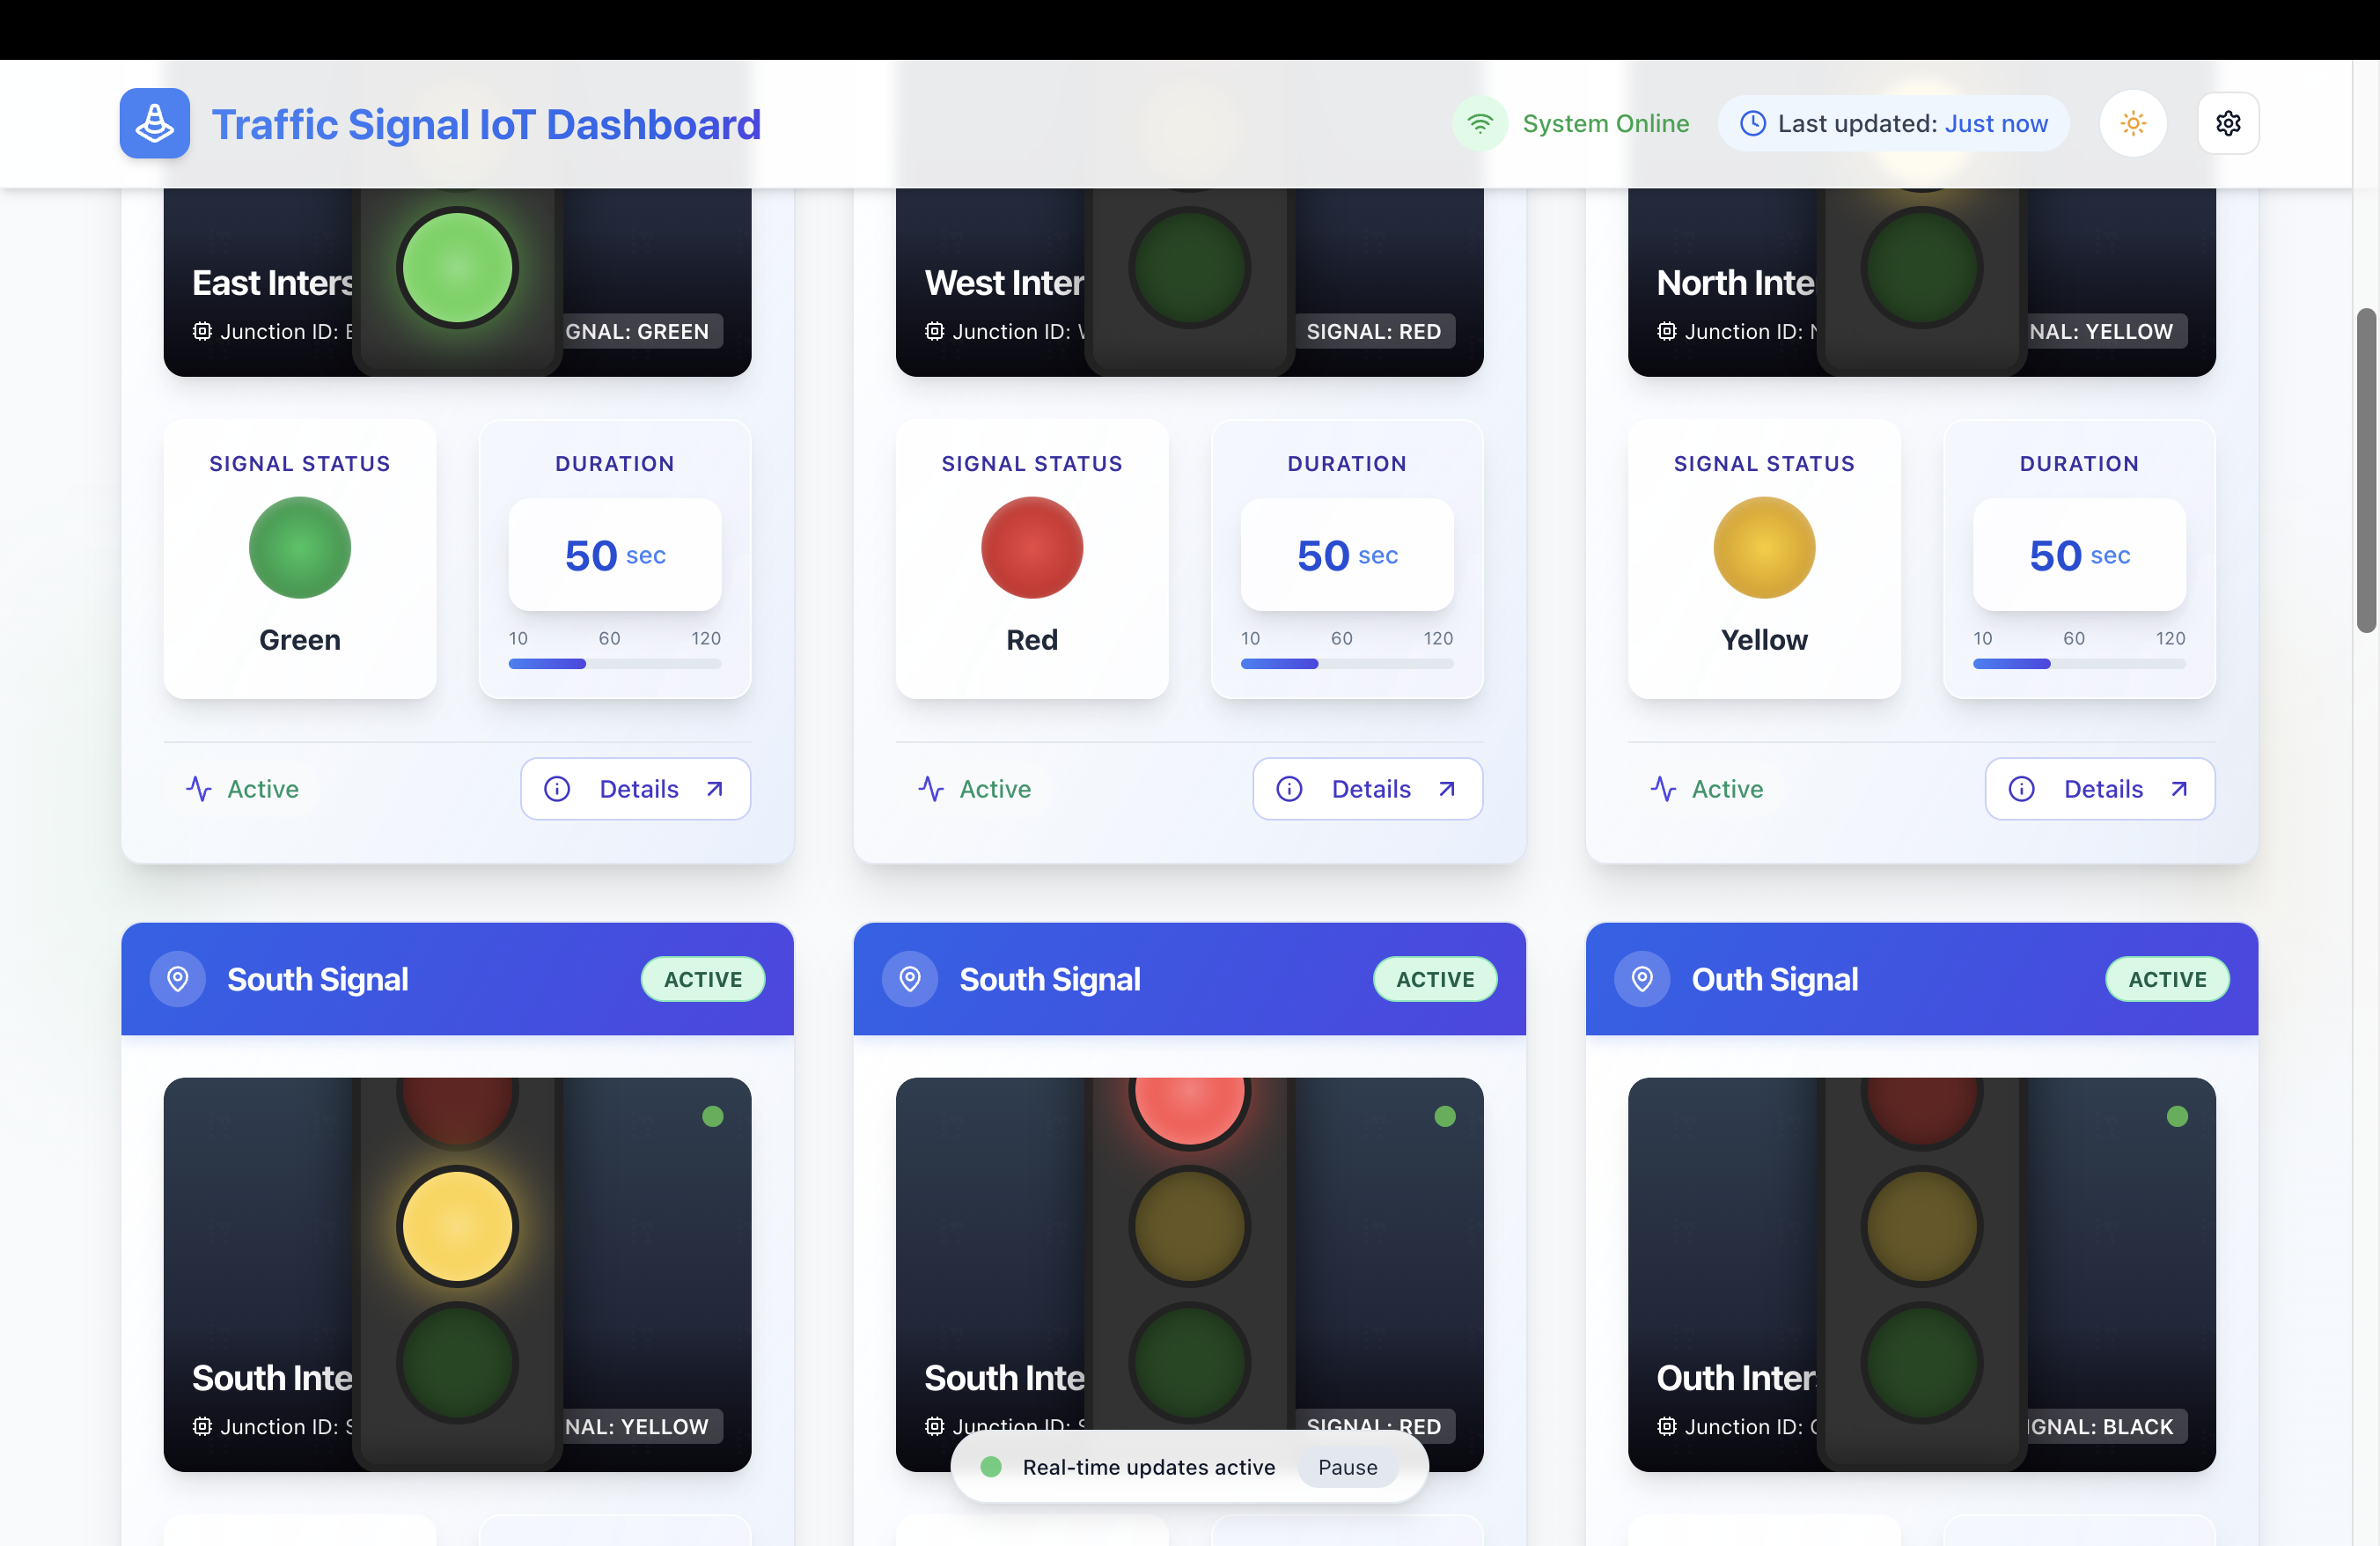 Traffic Signal IoT Dashboard
System Online
Last updated: Just now
East Inters
Junction ID: E
GNAL: GREEN
West Inter
Junction ID:
SIGNAL: RED
North Inte
Junction ID:
NAL: YELLOW
SIGNAL STATUS
Green
DURATION
50 sec
10 60 120
SIGNAL STATUS
Red
DURATION
50 sec
10 60 120
SIGNAL STATUS
Yellow
DURATION
50 sec
10 60 120
Active
Details
Active
Details
Active
Details
South Signal
ACTIVE
South Signal
ACTIVE
Outh Signal
ACTIVE
South Inte
Junction ID: S
NAL: YELLOW
South Inte
Junction ID: S
SIGNAL: RED
Outh Inter
Junction ID:
IGNAL: BLACK
Real-time updates active
Pause